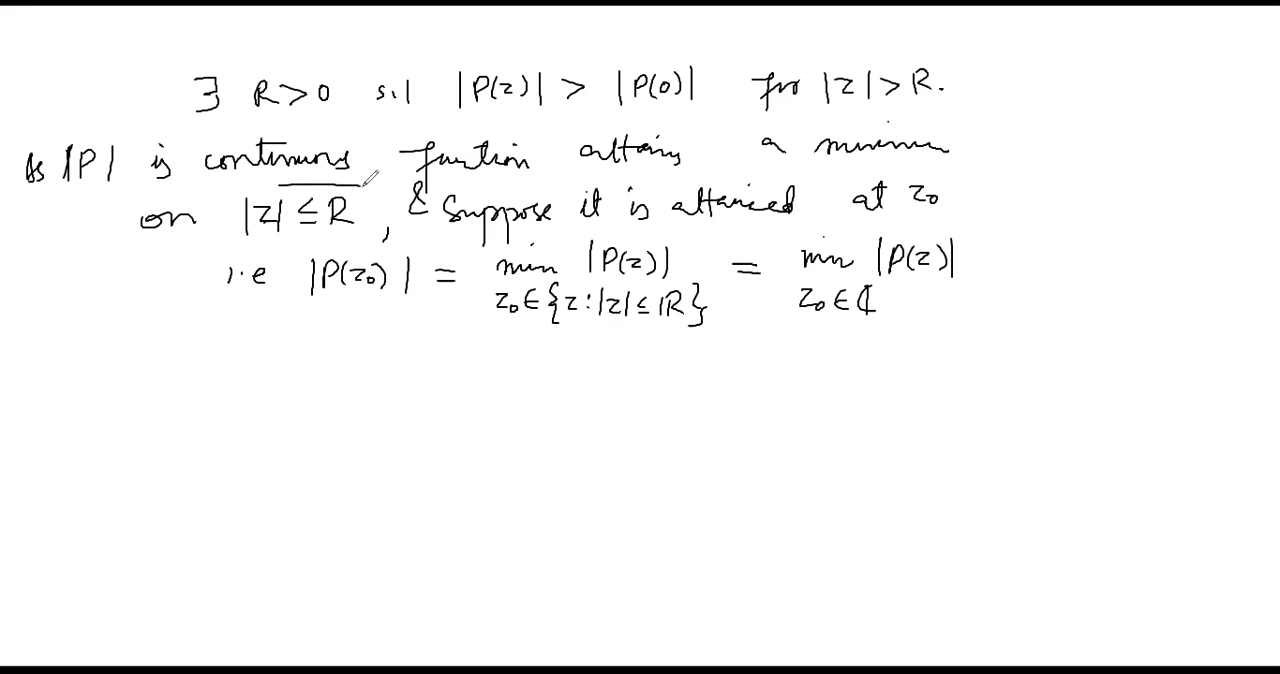 ∃ R>0 s.t |P(z)| > |P(0)| for |z|>R.
As |P| is continuous function attains a minimum
on |z| ≤ R, & suppose it is attained at z₀
i.e |P(z₀)| = min |P(z)| = min |P(z)|
z₀∈{z:|z|≤R} z₀∈ℂ